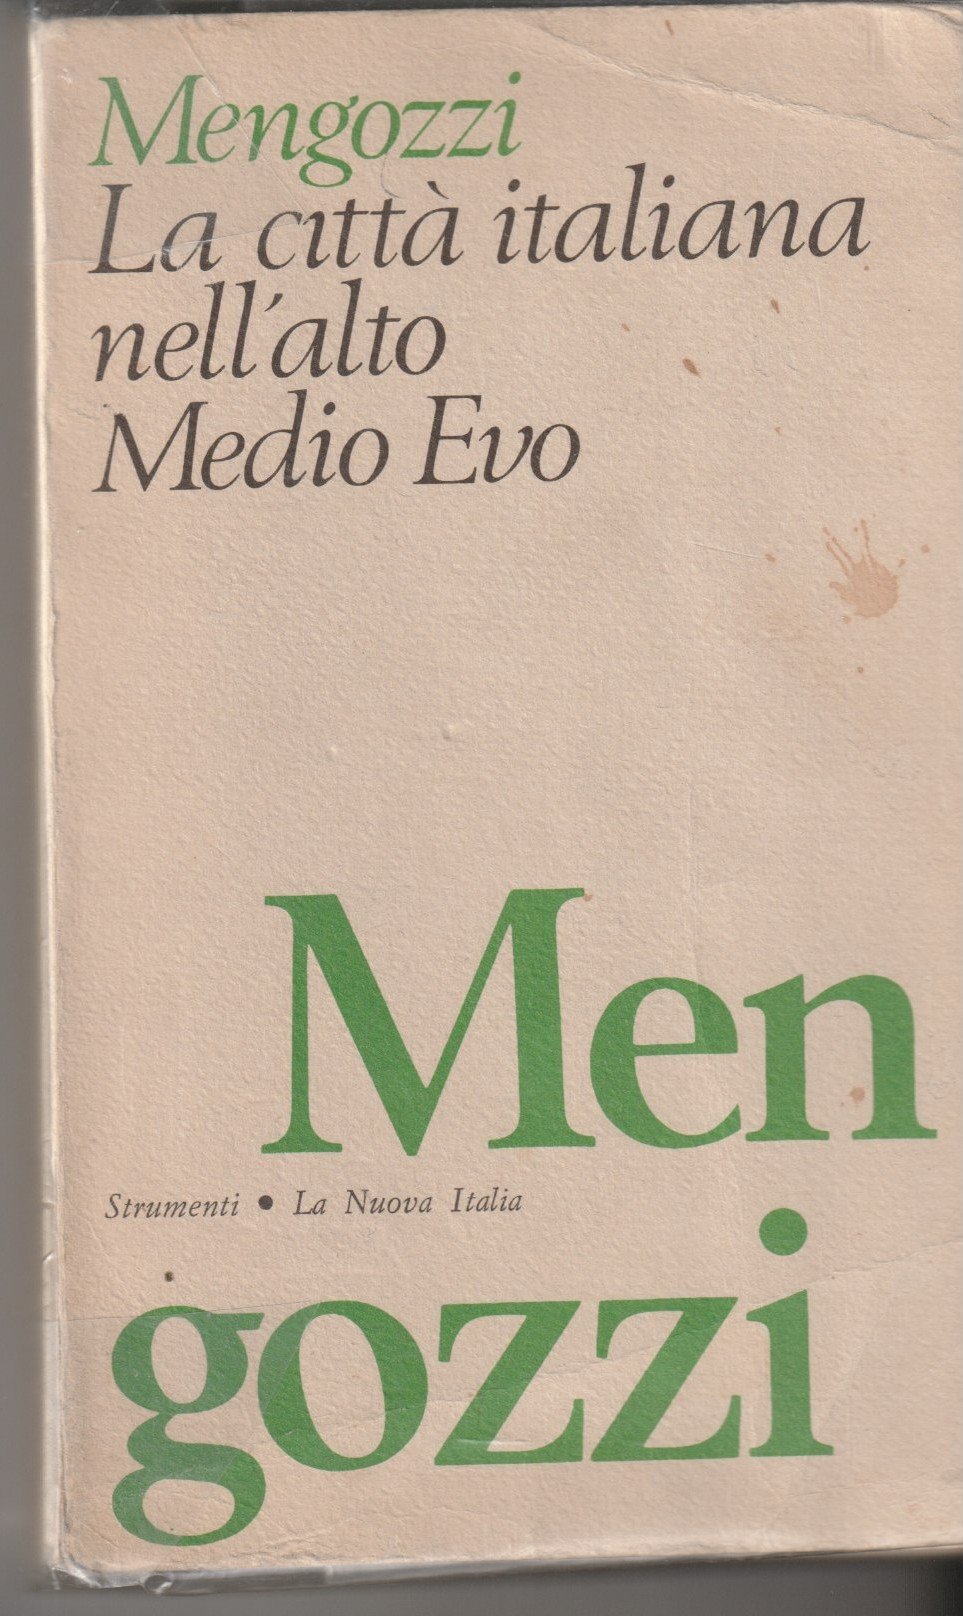 Mengozzi
La città italiana
nell'alto
Medio Evo
Men
Strumenti • La Nuova Italia
gozzi